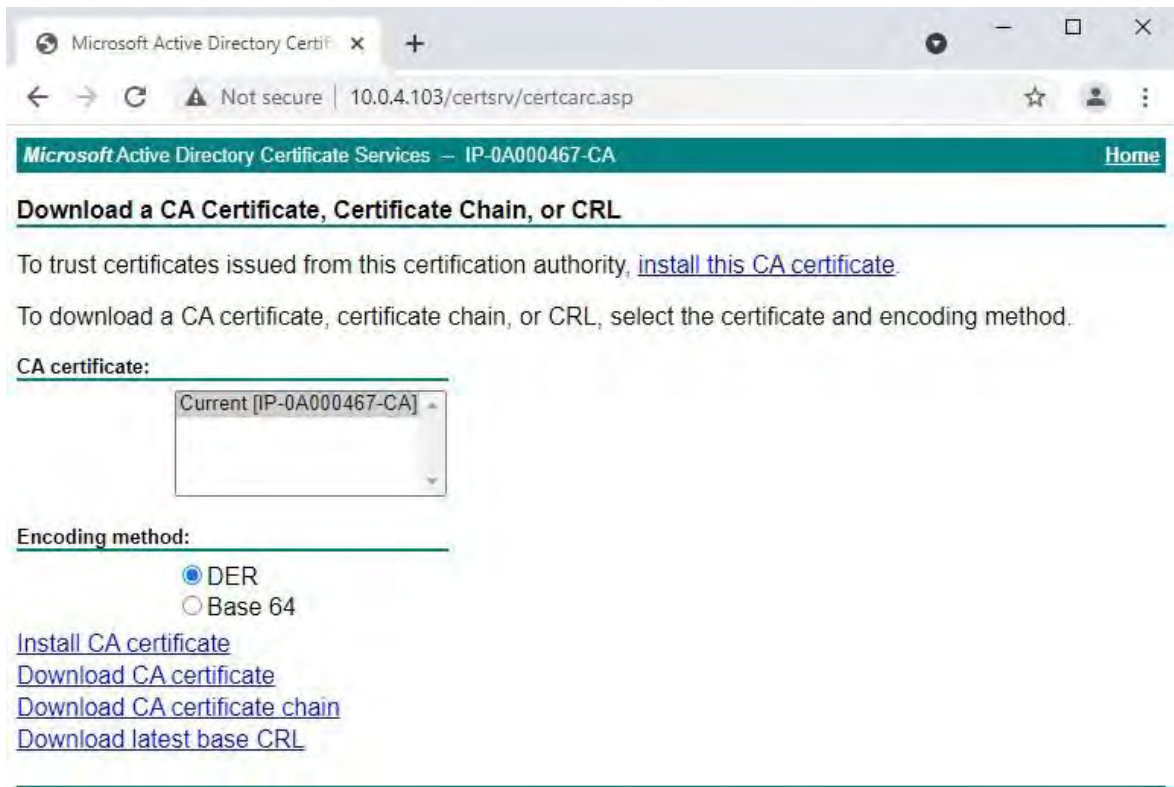 Microsoft Active Directory Certif
Not secure 10.0.4.103/certsrv/certcarc.asp
Microsoft Active Directory Certificate Services -- IP-0A000467-CA Home
Download a CA Certificate, Certificate Chain, or CRL
To trust certificates issued from this certification authority, install this CA certificate.
To download a CA certificate, certificate chain, or CRL, select the certificate and encoding method.
CA certificate:
Current [IP-0A000467-CA]
Encoding method:
DER
Base 64
Install CA certificate
Download CA certificate
Download CA certificate chain
Download latest base CRL